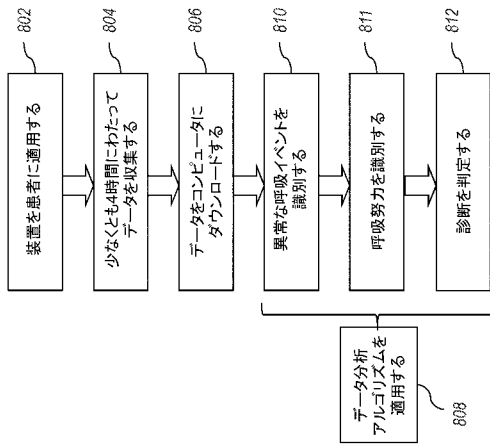 802
装置を患者に適用する
804
少なくとも4時間にわたって
データを収集する
806
データをコンピュータに
ダウンロードする
810
異常な呼吸イベントを
識別する
811
呼吸努力を識別する
812
診断を判定する
データ分析
アルゴリズムを
適用する
808